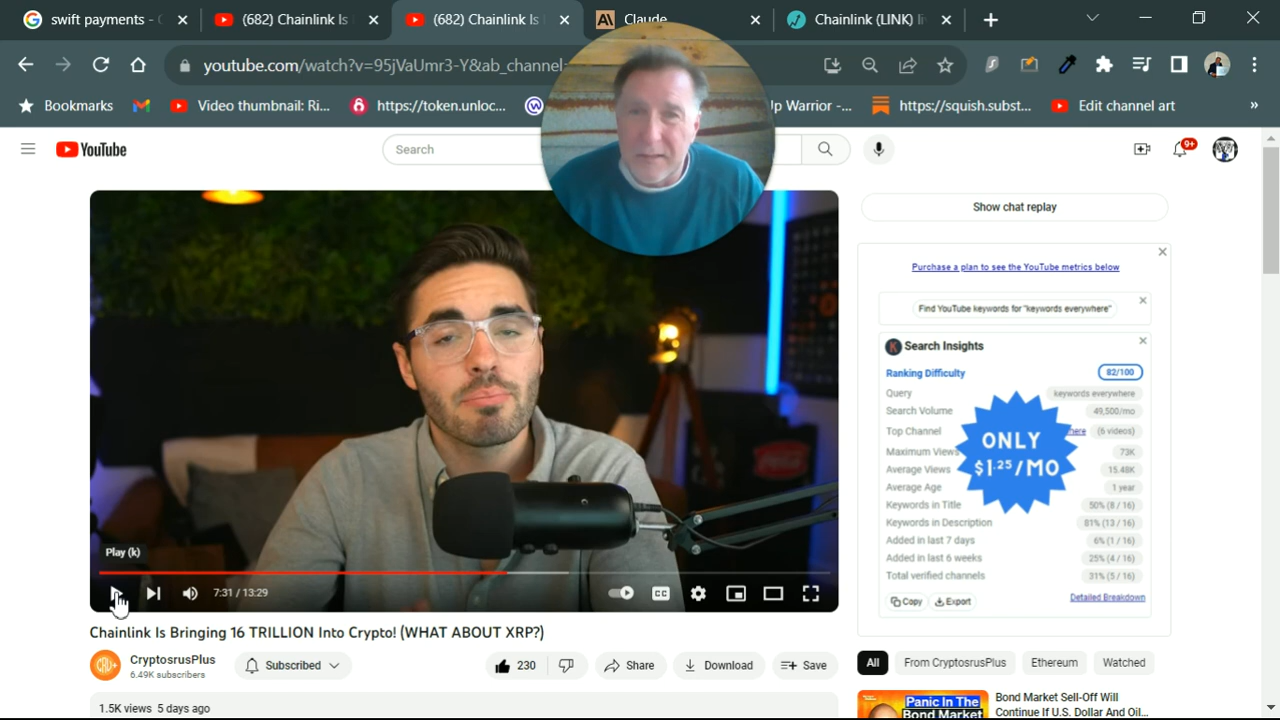 swift payments -
(682) Chainlink Is
(682) Chainlink Is
Claude
Chainlink (LINK) li
youtube.com/watch?v=95jVaUmr3-Y&ab_channel=
Bookmarks
Video thumbnail: Ri...
https://token.unloc...
p Warrior -...
https://squish.subst...
Edit channel art
»
YouTube
Search
9+
Show chat replay
Purchase a plan to see the YouTube metrics below
Find YouTube keywords for "keywords everywhere"
Search Insights
Ranking Difficulty 82/100
Query keywords everywhere
Search Volume 49,500/mo
Top Channel here (6 videos)
Maximum Views 73K
Average Views 15.48K
Average Age 1 year
Keywords in Title 50% (8 / 16)
Keywords in Description 81% (13 / 16)
Added in last 7 days 6% (1 / 16)
Added in last 6 weeks 25% (4 / 16)
Total verified channels 31% (5 / 16)
ONLY
$1.25/MO
Copy Export Detailed Breakdown
Play (k)
7:31 / 13:29
CC
Chainlink Is Bringing 16 TRILLION Into Crypto! (WHAT ABOUT XRP?)
CRU+
CryptosrusPlus
6.49K subscribers
Subscribed
230
Share
Download
Save
1.5K views 5 days ago
All
From CryptosrusPlus
Ethereum
Watched
Panic In The
Bond Market
Bond Market Sell-Off Will
Continue If U.S. Dollar And Oil...